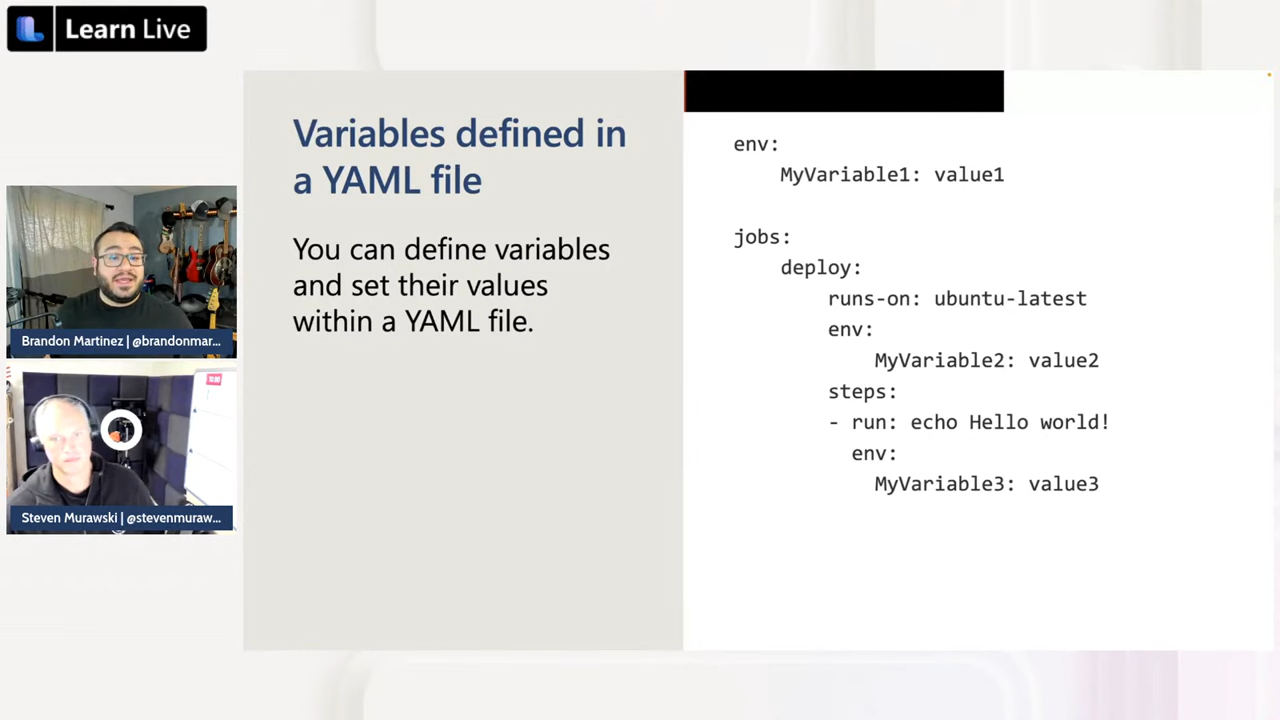 Learn Live
Variables defined in
a YAML file
You can define variables
and set their values
within a YAML file.
env:
MyVariable1: value1
jobs:
deploy:
runs-on: ubuntu-latest
env:
MyVariable2: value2
steps:
- run: echo Hello world!
env:
MyVariable3: value3
Brandon Martinez | @brandonmar...
Steven Murawski | @stevenmuraw...